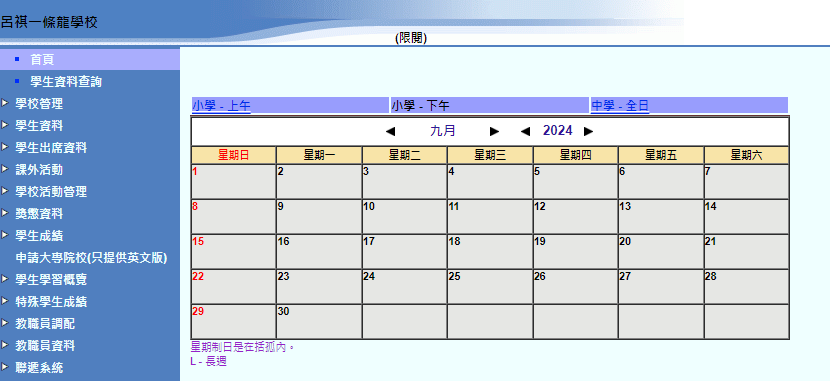 呂祺一條龍學校
(限閱)
首頁
學生資料查詢
學校管理
學生資料
學生出席資料
課外活動
學校活動管理
獎懲資料
學生成績
申請大專院校(只提供英文版)
學生學習概覽
特殊學生成績
教職員調配
教職員資料
聯遞系統
小學 - 上午 小學 - 下午 中學 - 全日
九月 2024
星期日 星期一 星期二 星期三 星期四 星期五 星期六
1 2 3 4 5 6 7
8 9 10 11 12 13 14
15 16 17 18 19 20 21
22 23 24 25 26 27 28
29 30
星期制日是在括孤內。
L - 長週